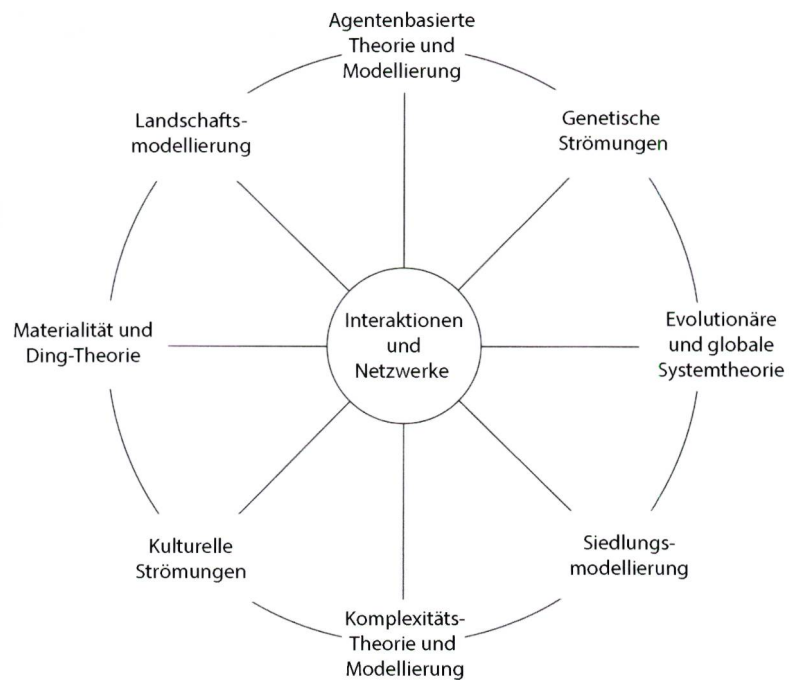 Agentenbasierte
Theorie und
Modellierung
Genetische
Strömungen
Evolutionäre
und globale
Systemtheorie
Siedlungs-
modellierung
Komplexitäts-
Theorie und
Modellierung
Kulturelle
Strömungen
Materialität und
Ding-Theorie
Landschafts-
modellierung
Interaktionen
und
Netzwerke